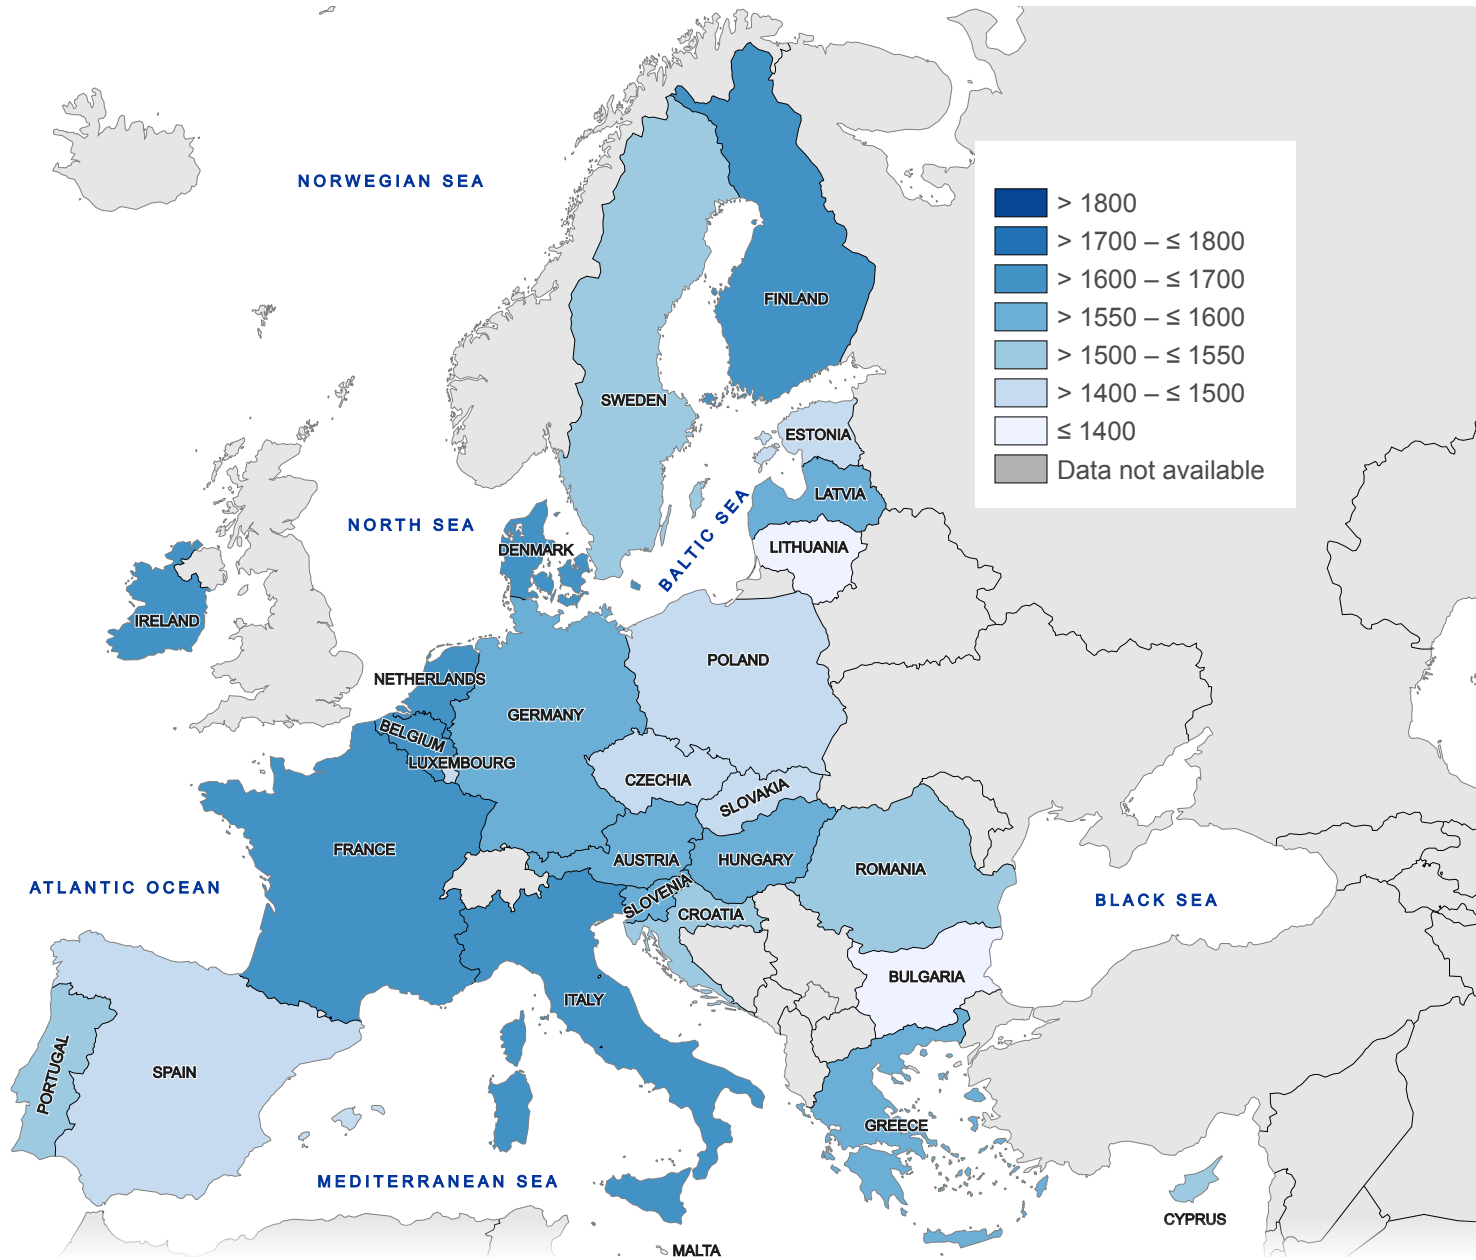 NORWEGIAN SEA
> 1800
> 1700 – ≤ 1800
> 1600 – ≤ 1700
> 1550 – ≤ 1600
> 1500 – ≤ 1550
> 1400 – ≤ 1500
≤ 1400
Data not available
FINLAND
SWEDEN
ESTONIA
LATVIA
NORTH SEA
BALTIC SEA
DENMARK
LITHUANIA
IRELAND
POLAND
NETHERLANDS
GERMANY
BELGIUM
LUXEMBOURG
CZECHIA
SLOVAKIA
FRANCE
AUSTRIA
HUNGARY
ROMANIA
ATLANTIC OCEAN
SLOVENIA
BLACK SEA
CROATIA
BULGARIA
ITALY
PORTUGAL
SPAIN
GREECE
MEDITERRANEAN SEA
CYPRUS
MALTA